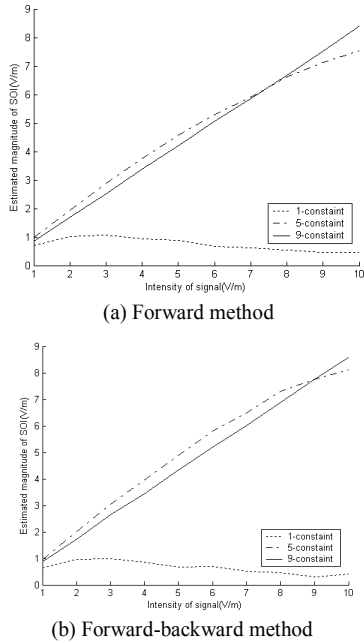 9
8
7
6
5
4
3
2
1
0
Estimated magnitude of SOI(V/m)
1-constaint
5-constaint
9-constaint
1 2 3 4 5 6 7 8 9 10
Intensity of signal(V/m)
(a) Forward method
9
8
7
6
5
4
3
2
1
0
Estimated magnitude of SOI(V/m)
1-constaint
5-constaint
9-constaint
1 2 3 4 5 6 7 8 9 10
Intensity of signal(V/m)
(b) Forward-backward method